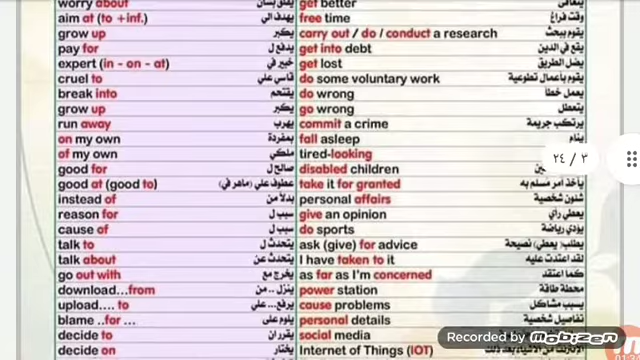 worry about يقلق بشأن get better يتعافى
aim at (to +inf.) يهدف الي free time وقت فراغ
grow up يكبر carry out / do / conduct a research يقوم ببحث
pay for يدفع ل get into debt يقع في الدين
expert (in - on - at) خبير في get lost يضل الطريق
cruel to قاسي علي do some voluntary work يقوم بأعمال تطوعية
break into يقتحم do wrong يعمل خطأ
grow up يكبر go wrong يتعطل
run away يهرب commit a crime يرتكب جريمة
on my own بمفردة fall asleep ينام
of my own ملكي tired-looking
good for صالح ل disabled children
good at (good to) عطوف علي (ماهر في) take it for granted يأخذ أمر مسلم به
instead of بدلا من personal affairs شئون شخصية
reason for سبب ل give an opinion يعطي رأي
cause of سبب ل do sports يؤدي رياضة
talk to يتحدث ل ask (give) for advice يطلب( يعطي) نصيحة
talk about يتحدث عن I have taken to it لقد اعتدت عليه
go out with يخرج مع as far as I'm concerned كما اعتقد
download...from ينزل .. من power station محطة طاقة
upload.... to يرفع... علي cause problems يسبب مشاكل
blame ..for ... يلوم علي personal details تفاصيل شخصية
decide to يقرر ان social media
decide on يختار Internet of Things (IOT)
٣ / ٢٤
Recorded by Mobizen